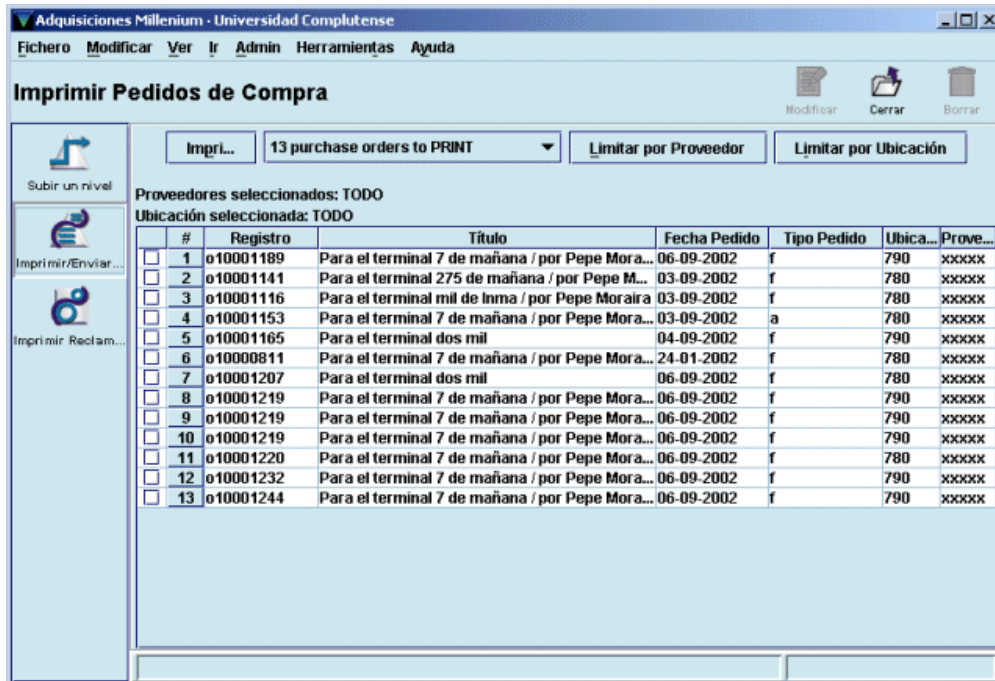 Adquisiciones Millenium - Universidad Complutense
Fichero Modificar Ver Ir Admin Herramientas Ayuda
Imprimir Pedidos de Compra
Modificar Cerrar Borrar
Subir un nivel
Imprimir/Enviar...
Imprimir Reclam...
Impri... 13 purchase orders to PRINT Limitar por Proveedor Limitar por Ubicación
Proveedores seleccionados: TODO
Ubicación seleccionada: TODO
# Registro Título Fecha Pedido Tipo Pedido Ubica... Prove...
1 o10001189 Para el terminal 7 de mañana / por Pepe Mora... 06-09-2002 f 790 xxxxx
2 o10001141 Para el terminal 275 de mañana / por Pepe M... 03-09-2002 f 780 xxxxx
3 o10001116 Para el terminal mil de Inma / por Pepe Moraira 03-09-2002 f 780 xxxxx
4 o10001153 Para el terminal 7 de mañana / por Pepe Mora... 03-09-2002 a 780 xxxxx
5 o10001165 Para el terminal dos mil 04-09-2002 f 790 xxxxx
6 o10000811 Para el terminal 7 de mañana / por Pepe Mora... 24-01-2002 f 780 xxxxx
7 o10001207 Para el terminal dos mil 06-09-2002 f 780 xxxxx
8 o10001219 Para el terminal 7 de mañana / por Pepe Mora... 06-09-2002 f 790 xxxxx
9 o10001219 Para el terminal 7 de mañana / por Pepe Mora... 06-09-2002 f 790 xxxxx
10 o10001219 Para el terminal 7 de mañana / por Pepe Mora... 06-09-2002 f 790 xxxxx
11 o10001220 Para el terminal 7 de mañana / por Pepe Mora... 06-09-2002 f 780 xxxxx
12 o10001232 Para el terminal 7 de mañana / por Pepe Mora... 06-09-2002 f 790 xxxxx
13 o10001244 Para el terminal 7 de mañana / por Pepe Mora... 06-09-2002 f 790 xxxxx